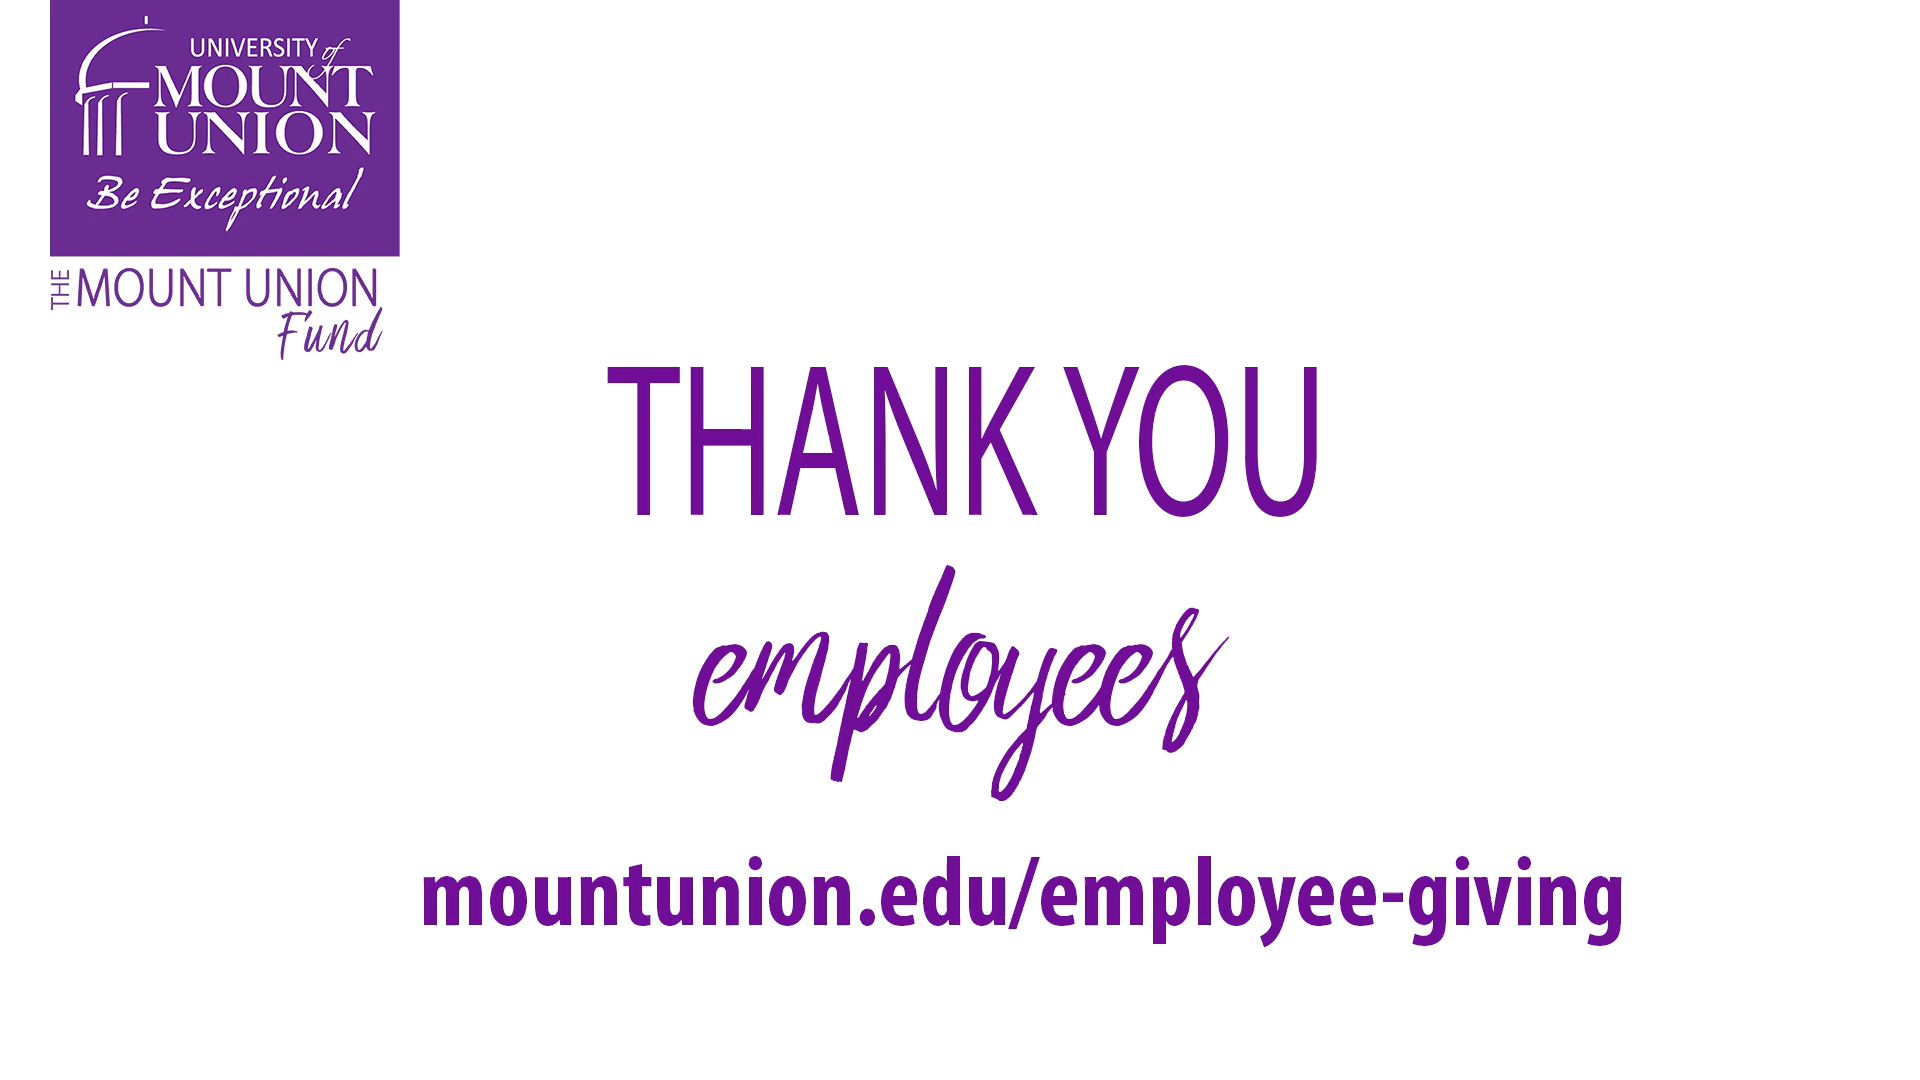 UNIVERSITY of
MOUNT
UNION
Be Exceptional
THE MOUNT UNION
Fund
THANK YOU
employees
mountunion.edu/employee-giving